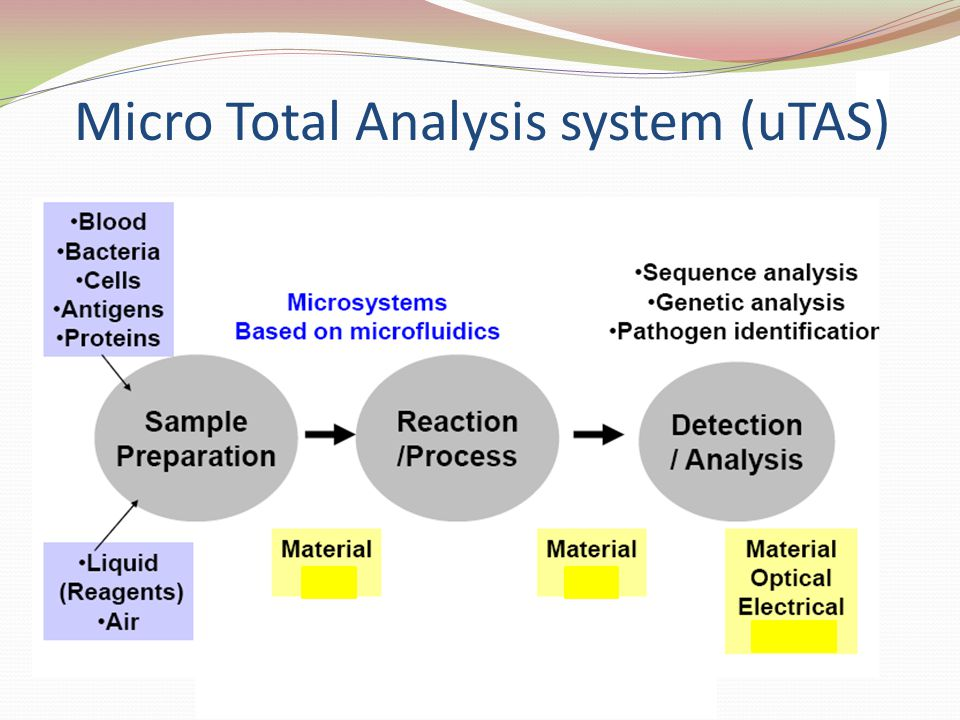 Micro Total Analysis system (uTAS)
•Blood
•Bacteria
•Cells
•Antigens
•Proteins
Microsystems
Based on microfluidics
•Sequence analysis
•Genetic analysis
•Pathogen identification
Sample
Preparation
Reaction
/Process
Detection
/ Analysis
•Liquid
(Reagents)
•Air
Material
Material
Material
Optical
Electrical